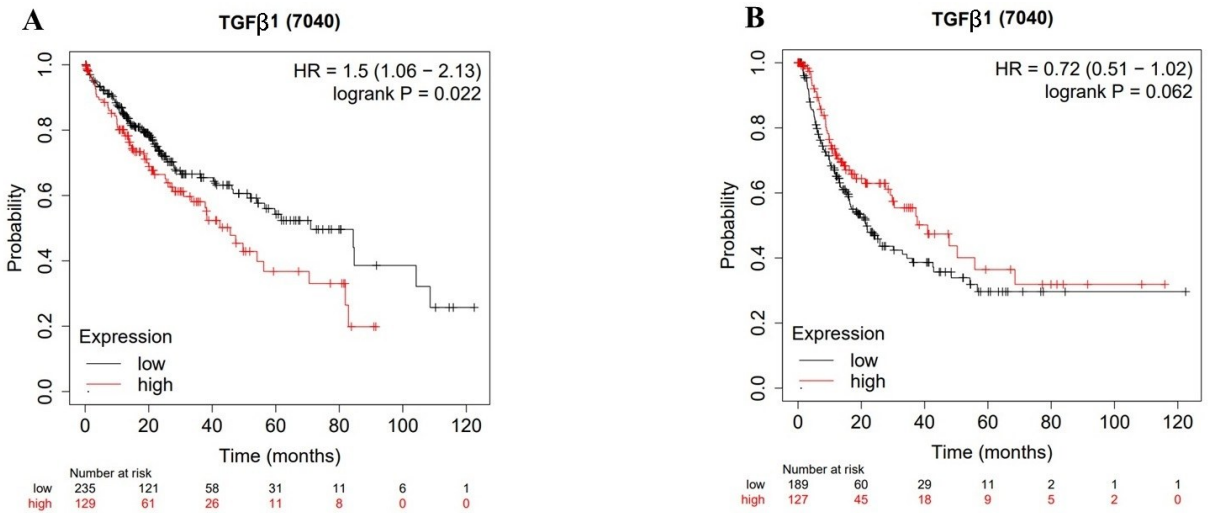 A
TGFβ1 (7040)
HR = 1.5 (1.06 − 2.13)
logrank P = 0.022
Probability
1.0
0.8
0.6
0.4
0.2
0.0
Expression
low
high
0 20 40 60 80 100 120
Time (months)
Number at risk
low 235 121 58 31 11 6 1
high 129 61 26 11 8 0 0
B
TGFβ1 (7040)
HR = 0.72 (0.51 − 1.02)
logrank P = 0.062
Probability
1.0
0.8
0.6
0.4
0.2
0.0
Expression
low
high
0 20 40 60 80 100 120
Time (months)
Number at risk
low 189 60 29 11 2 1 1
high 127 45 18 9 5 2 0